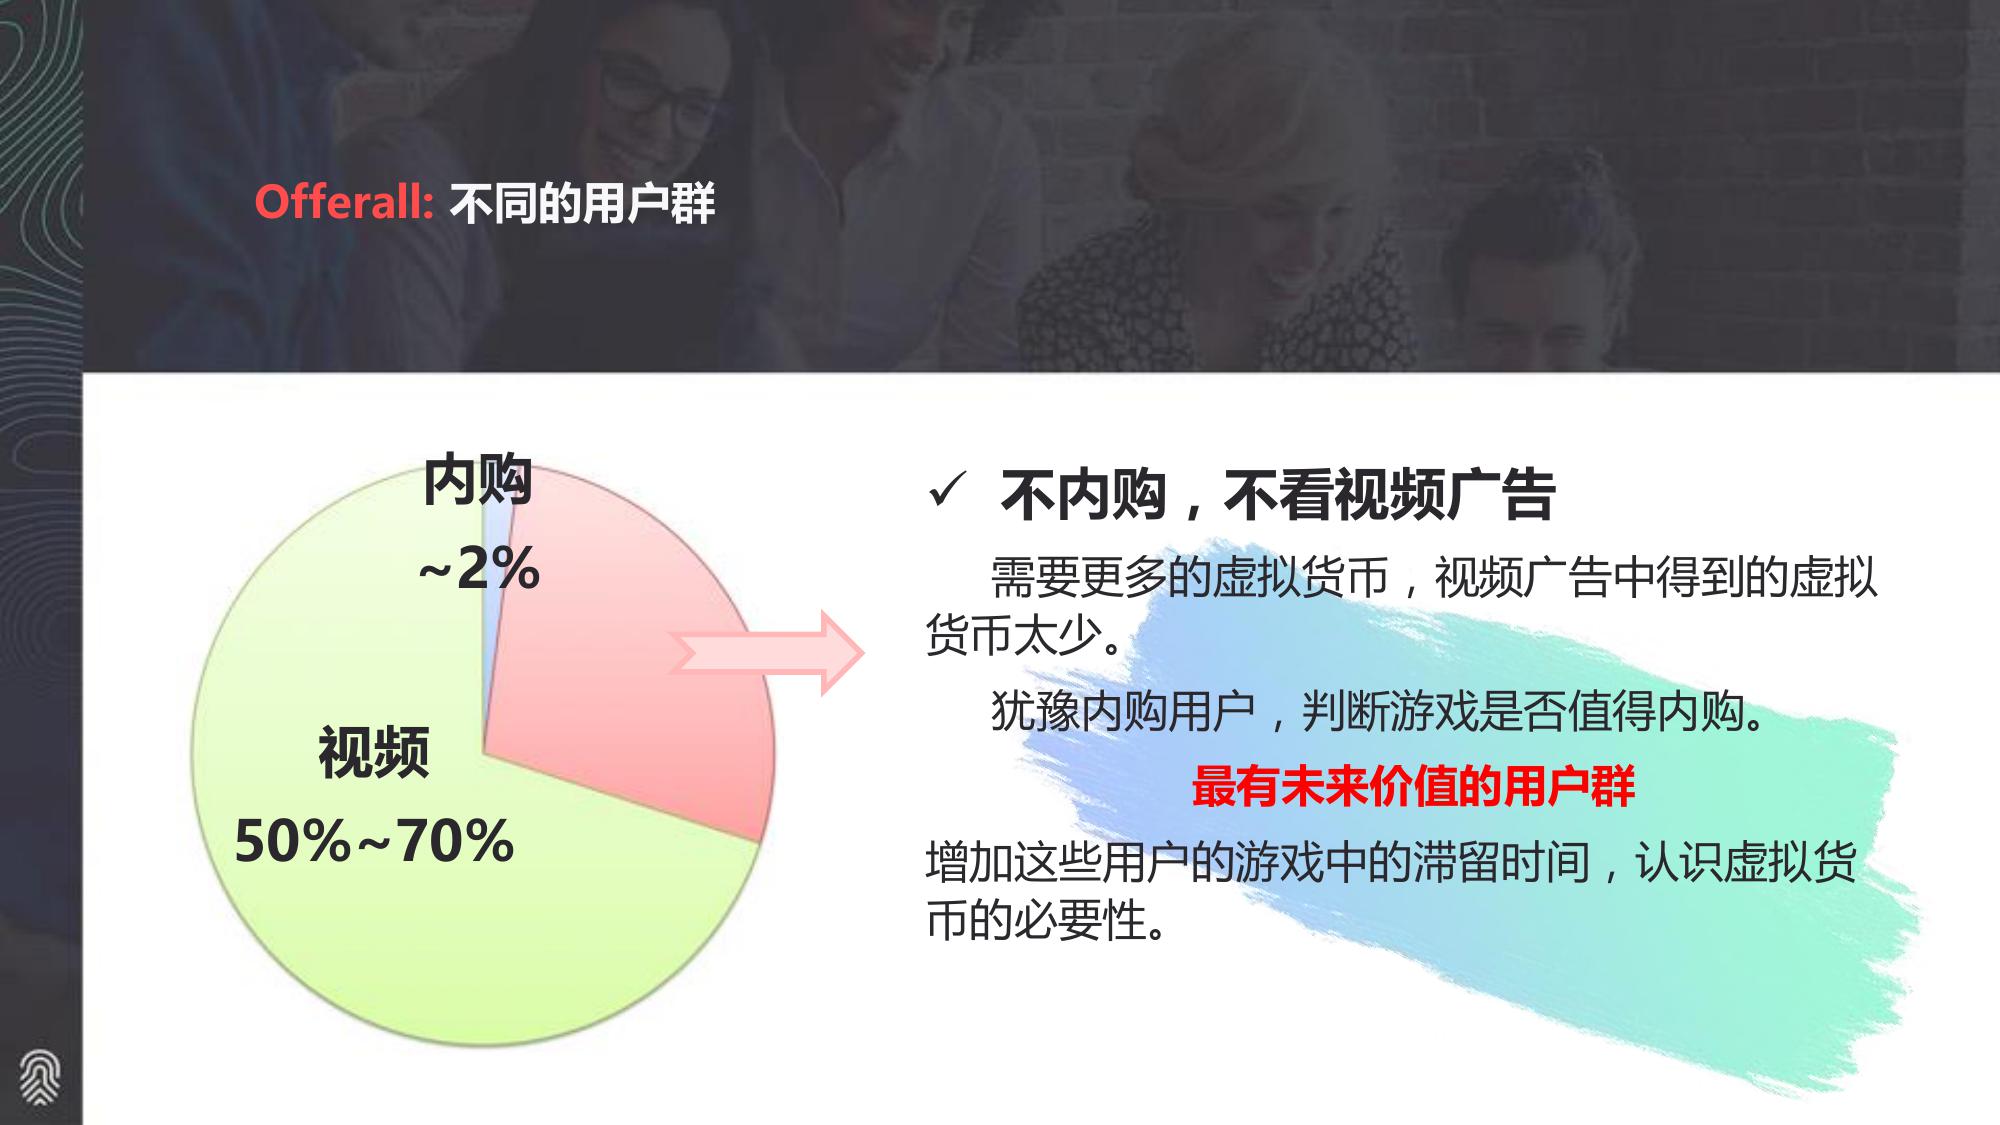 Offerall: 不同的用户群
内购
~2%
视频
50%~70%
✓ 不内购，不看视频广告
需要更多的虚拟货币，视频广告中得到的虚拟
货币太少。
犹豫内购用户，判断游戏是否值得内购。
最有未来价值的用户群
增加这些用户的游戏中的滞留时间，认识虚拟货
币的必要性。